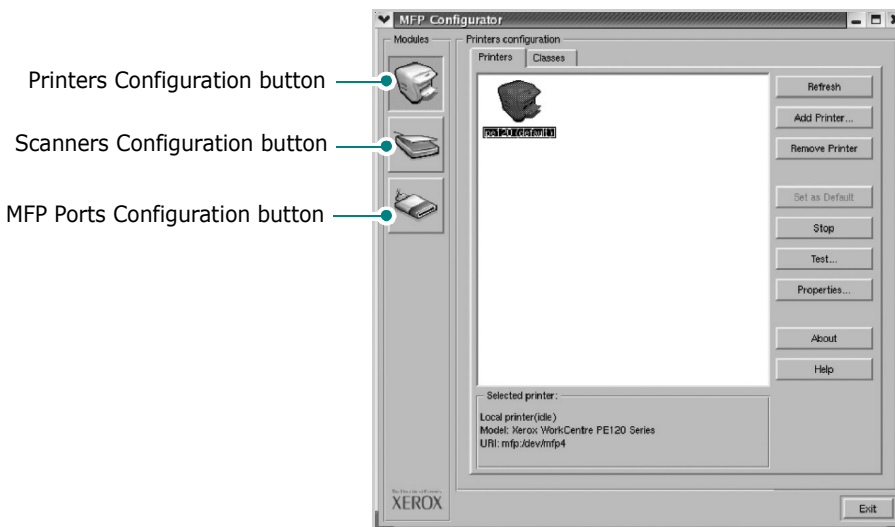 MFP Configurator
Modules
Printers configuration
Printers
Classes
Printers Configuration button
Scanners Configuration button
MFP Ports Configuration button
pe120 (default)
Refresh
Add Printer...
Remove Printer
Set as Default
Stop
Test...
Properties...
About
Help
Selected printer:
Local printer(idle)
Model: Xerox WorkCentre PE120 Series
URI: mfp:/dev/mfp4
XEROX
Exit